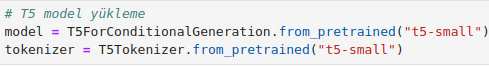 # T5 model yükleme
model = T5ForConditionalGeneration.from_pretrained("t5-small")
tokenizer = T5Tokenizer.from_pretrained("t5-small")